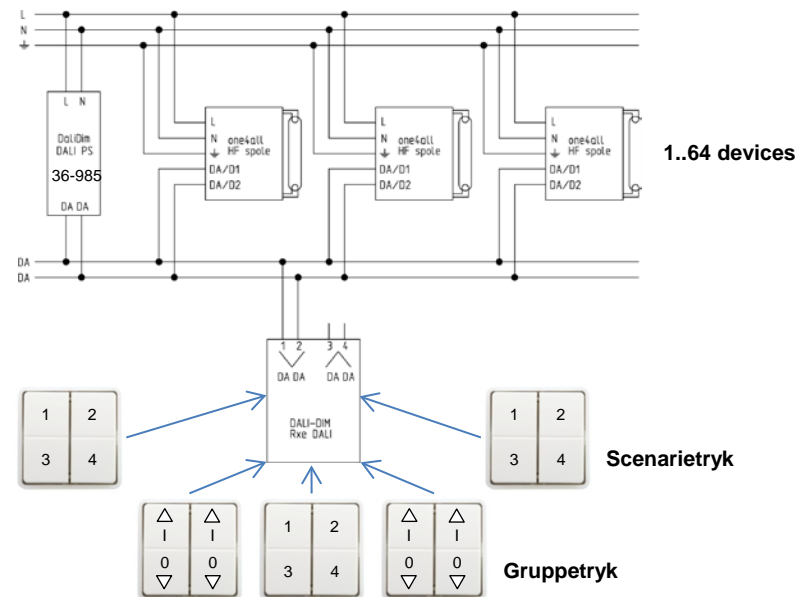 L
N
L N
DaliDim
DALI PS
36-985
DA DA
L
N
DA/D1
DA/D2
one4all
HF spole
L
N
DA/D1
DA/D2
one4all
HF spole
L
N
DA/D1
DA/D2
one4all
HF spole
1..64 devices
DA
DA
1 2 3 4
DA DA DA DA
DALI-DIM
Rxe DALI
1 2
3 4
1 2
3 4
Scenarietryk
I I
0 0
1 2
3 4
I I
0 0
Gruppetryk